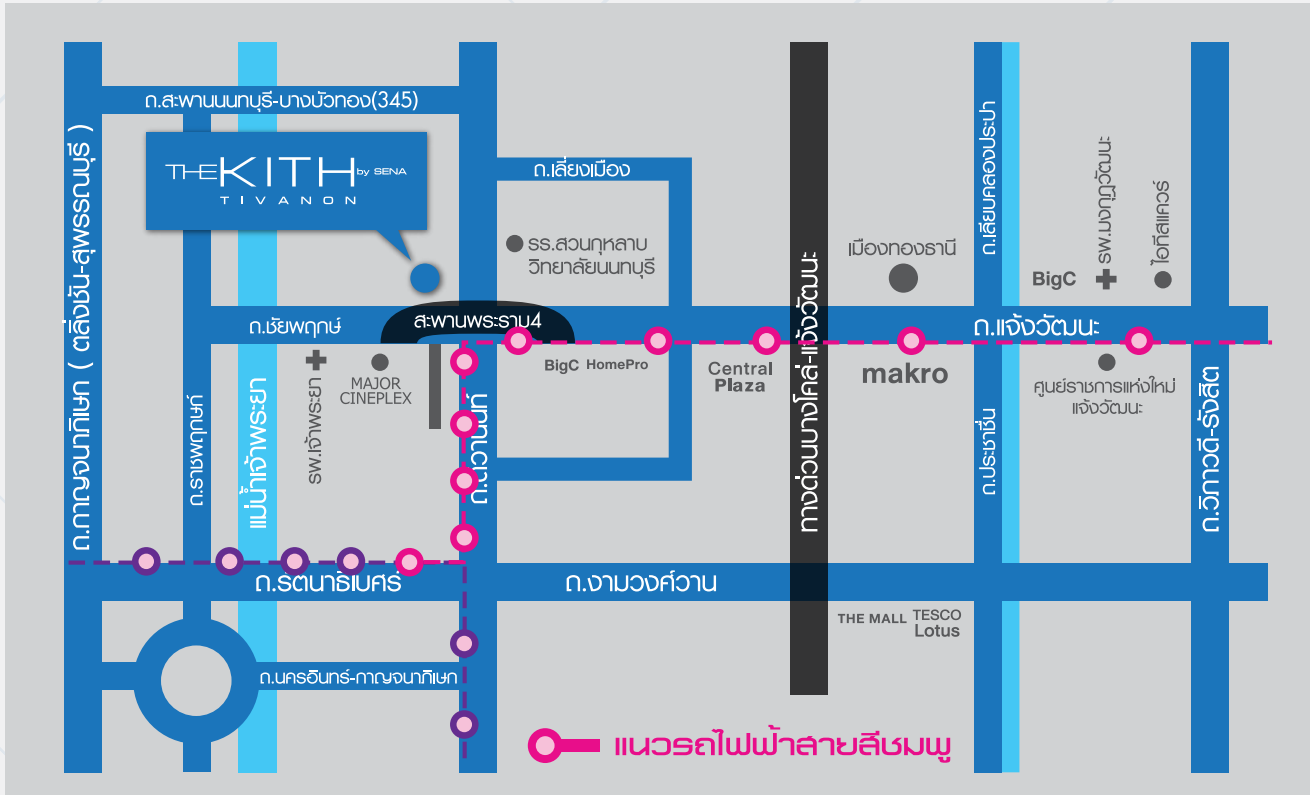 ถ.สะพานนนทบุรี-บางบัวทอง(345)
THE KITH by SENA
TIVANON
ถ.เลี่ยงเมือง
รร.สวนกุหลาบ
วิทยาลัยนนทบุรี
เมืองทองธานี
ถ.เลียบคลองประปา
BigC
รพ.มงกุฎวัฒนะ
ไอทีสแควร์
ถ.กาญจนาภิเษก ( ตลิ่งชัน-สุพรรณบุรี )
ถ.ชัยพฤกษ์
สะพานพระราม4
ถ.แจ้งวัฒนะ
รพ.เจ้าพระยา
MAJOR
CINEPLEX
BigC HomePro
Central
Plaza
makro
ศูนย์ราชการแห่งใหม่
แจ้งวัฒนะ
ถ.ราชพฤกษ์
แม่น้ำเจ้าพระยา
ถ.ติวานนท์
ทางด่วนบางโคล่-แจ้งวัฒนะ
ถ.ประชาชื่น
ถ.วิภาวดี-รังสิต
ถ.รัตนาธิเบศร์
ถ.งามวงศ์วาน
THE MALL
TESCO
Lotus
ถ.นครอินทร์-กาญจนาภิเษก
แนวรถไฟฟ้าสายสีชมพู